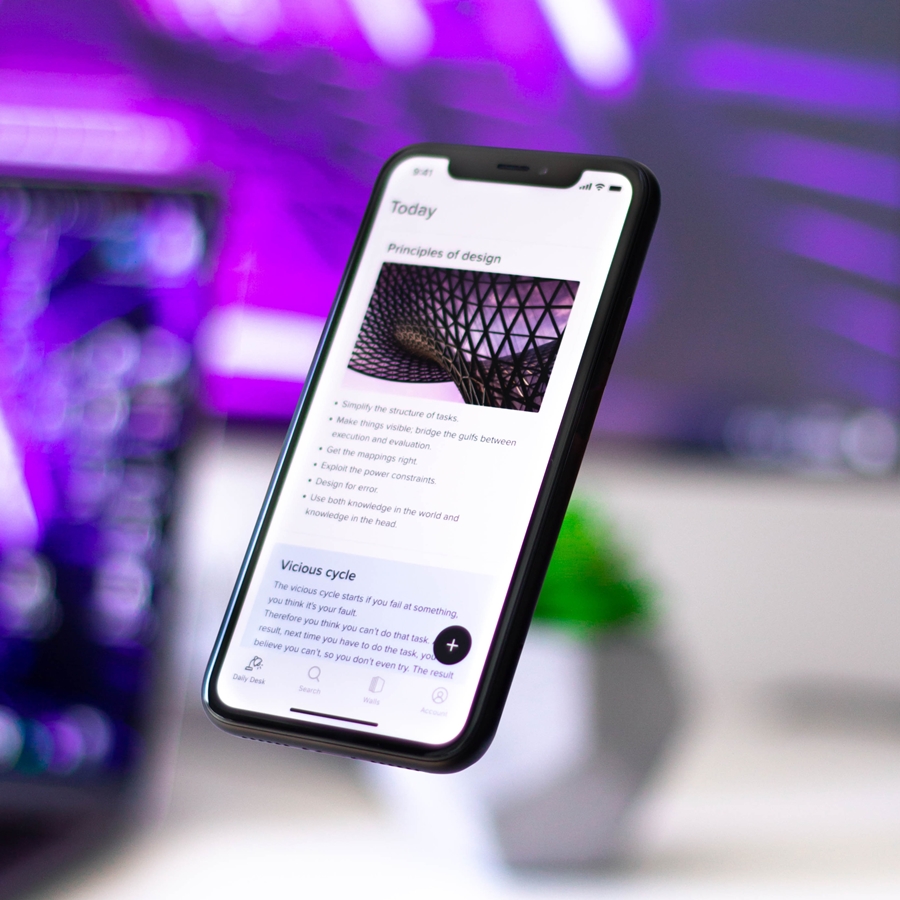 9:41
Today
Principles of design
• Simplify the structure of tasks.
• Make things visible; bridge the gulfs between
execution and evaluation.
• Get the mappings right.
• Exploit the power constraints.
• Design for error.
• Use both knowledge in the world and
knowledge in the head.
Vicious cycle
The vicious cycle starts if you fail at something,
you think it's your fault.
Therefore you think you can't do that task.
result, next time you have to do the task, you
believe you can't, so you don't even try. The result
Daily Desk
Search
Walls
Account